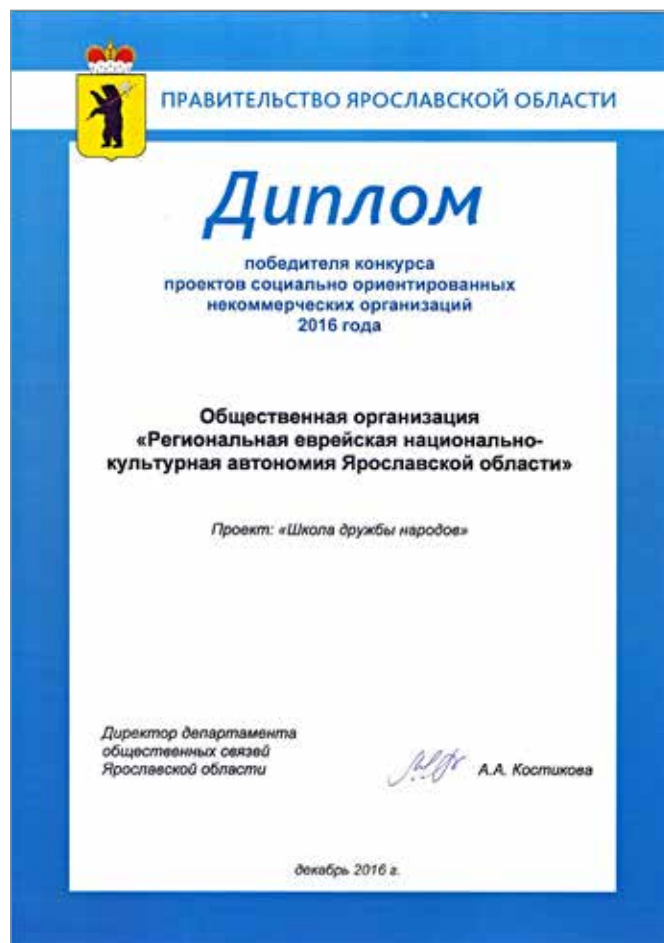 ПРАВИТЕЛЬСТВО ЯРОСЛАВСКОЙ ОБЛАСТИ
Диплом
победителя конкурса
проектов социально ориентированных
некоммерческих организаций
2016 года
Общественная организация
«Региональная еврейская национально-
культурная автономия Ярославской области»
Проект: «Школа дружбы народов»
Директор департамента
общественных связей
Ярославской области
А.А. Костикова
декабрь 2016 г.